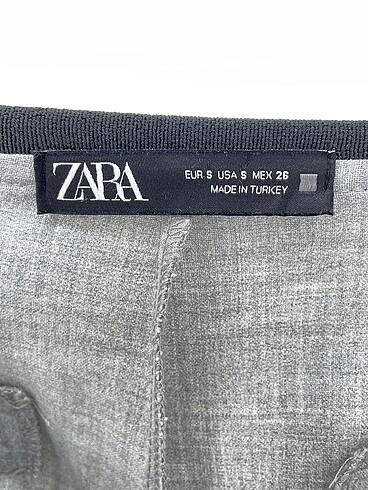 ZARA
EUR S USA S MEX 26
MADE IN TURKEY